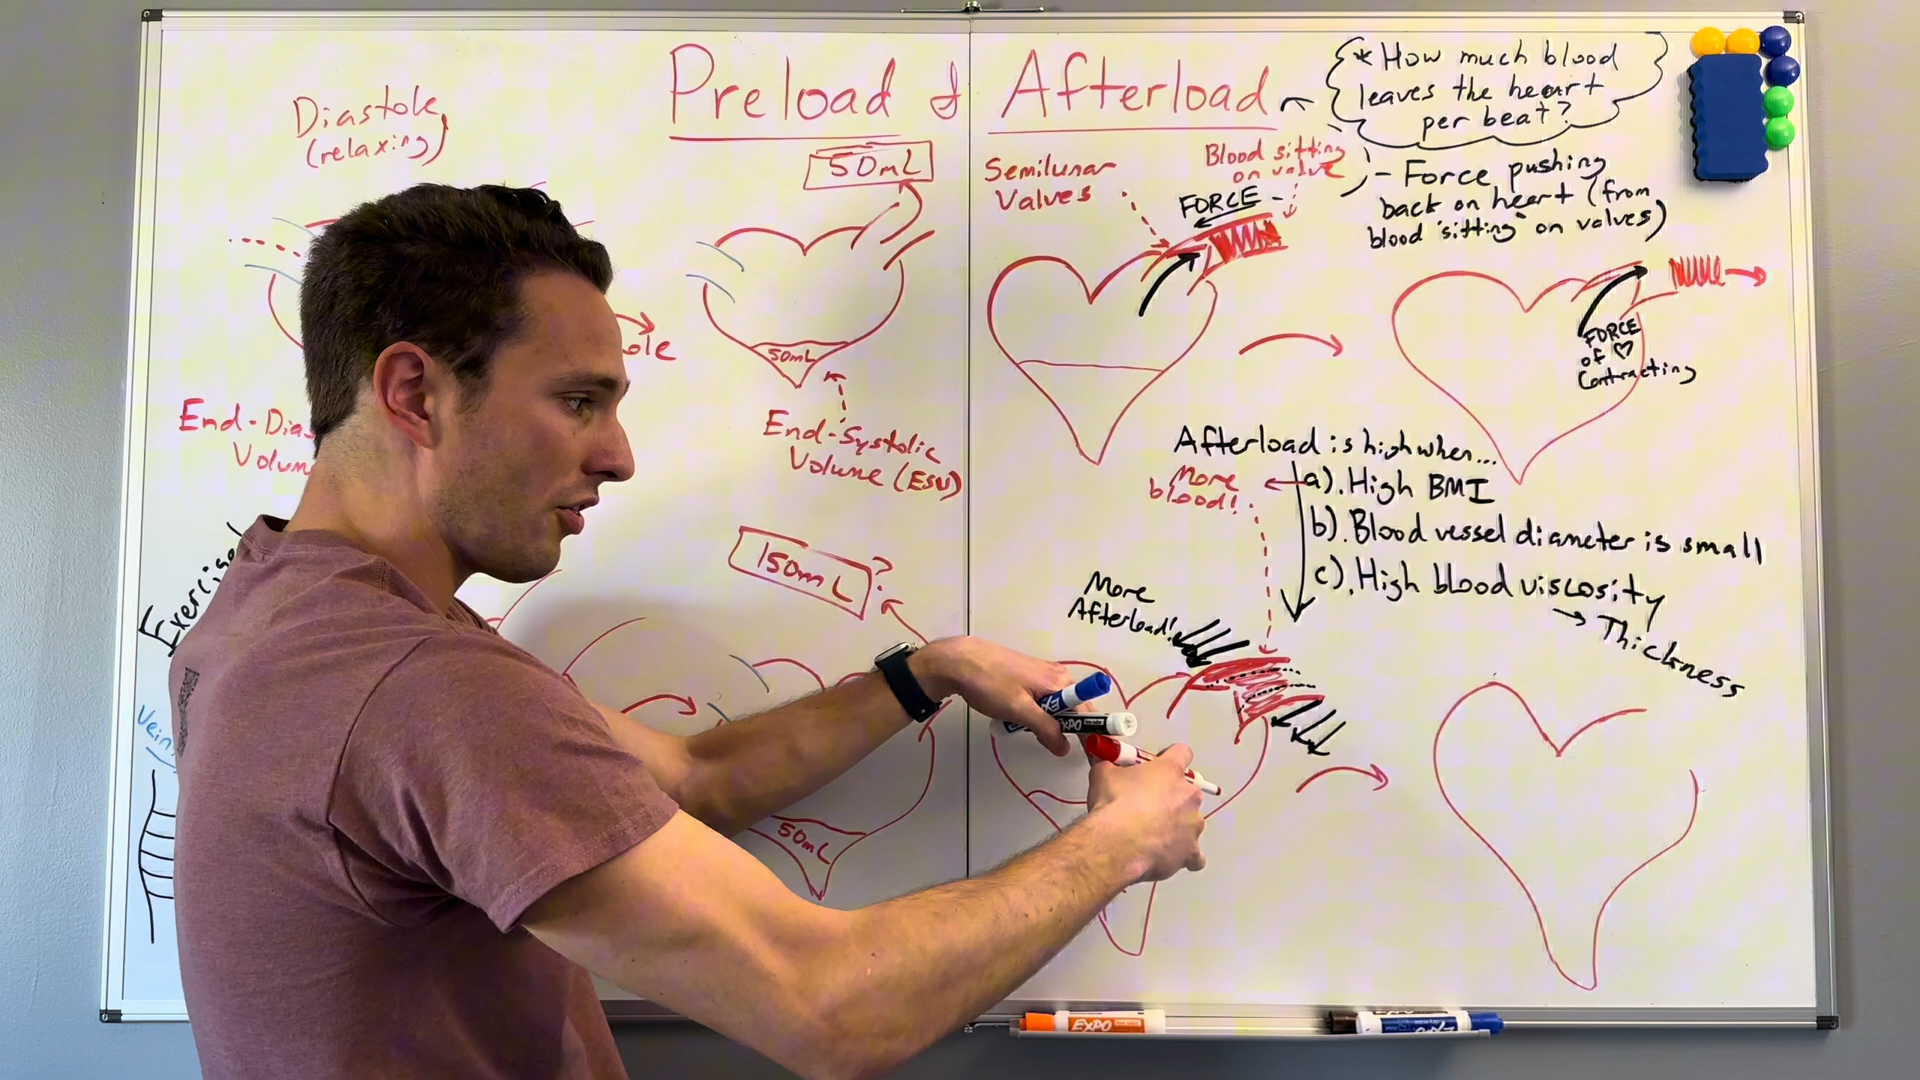 Preload & Afterload
* How much blood
leaves the heart
per beat?
- Force pushing
back on heart (from
blood "sitting" on valves)
Diastole
(relaxing)
50mL
50mL
End-Systolic
Volume (ESV)
End-Dias
Volum
ole
Semilunar
Valves
Blood sitting
on valve
FORCE
FORCE
of ♡
Contracting
Afterload is high when...
a). High BMI
b). Blood vessel diameter is small
c). High blood viscosity
→ Thickness
More
blood!
More
Afterload!
Exercise!
Vein
150mL ?
50mL
EXPO
EXPO